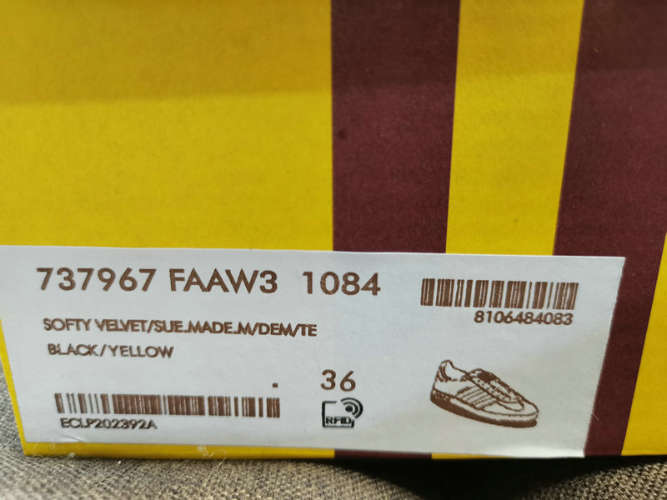 737967 FAAW3 1084
8106484083
SOFTY VELVET/SUE.MADE.M/DEM/TE
BLACK/YELLOW
. 36
RFID
ECLP202392A